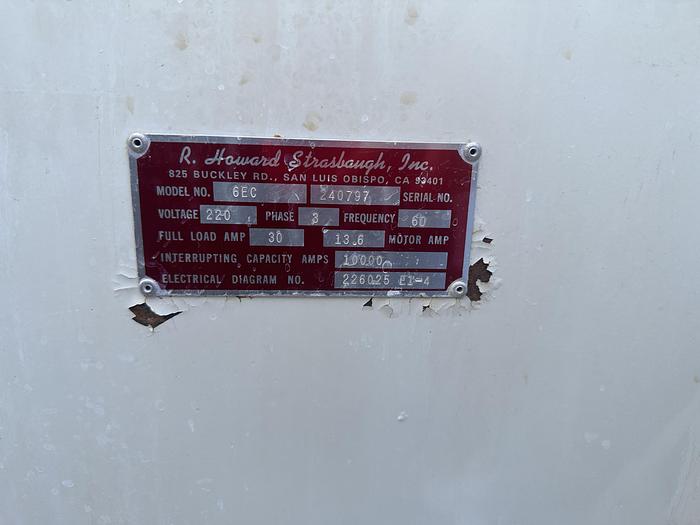 R. Howard Strasbaugh, Inc.
825 BUCKLEY RD., SAN LUIS OBISPO, CA 93401
MODEL NO. 6EC 240797 SERIAL NO.
VOLTAGE 220 PHASE 3 FREQUENCY 60
FULL LOAD AMP 30 13.6 MOTOR AMP
INTERRUPTING CAPACITY AMPS 10000
ELECTRICAL DIAGRAM NO. 226025 E1-4